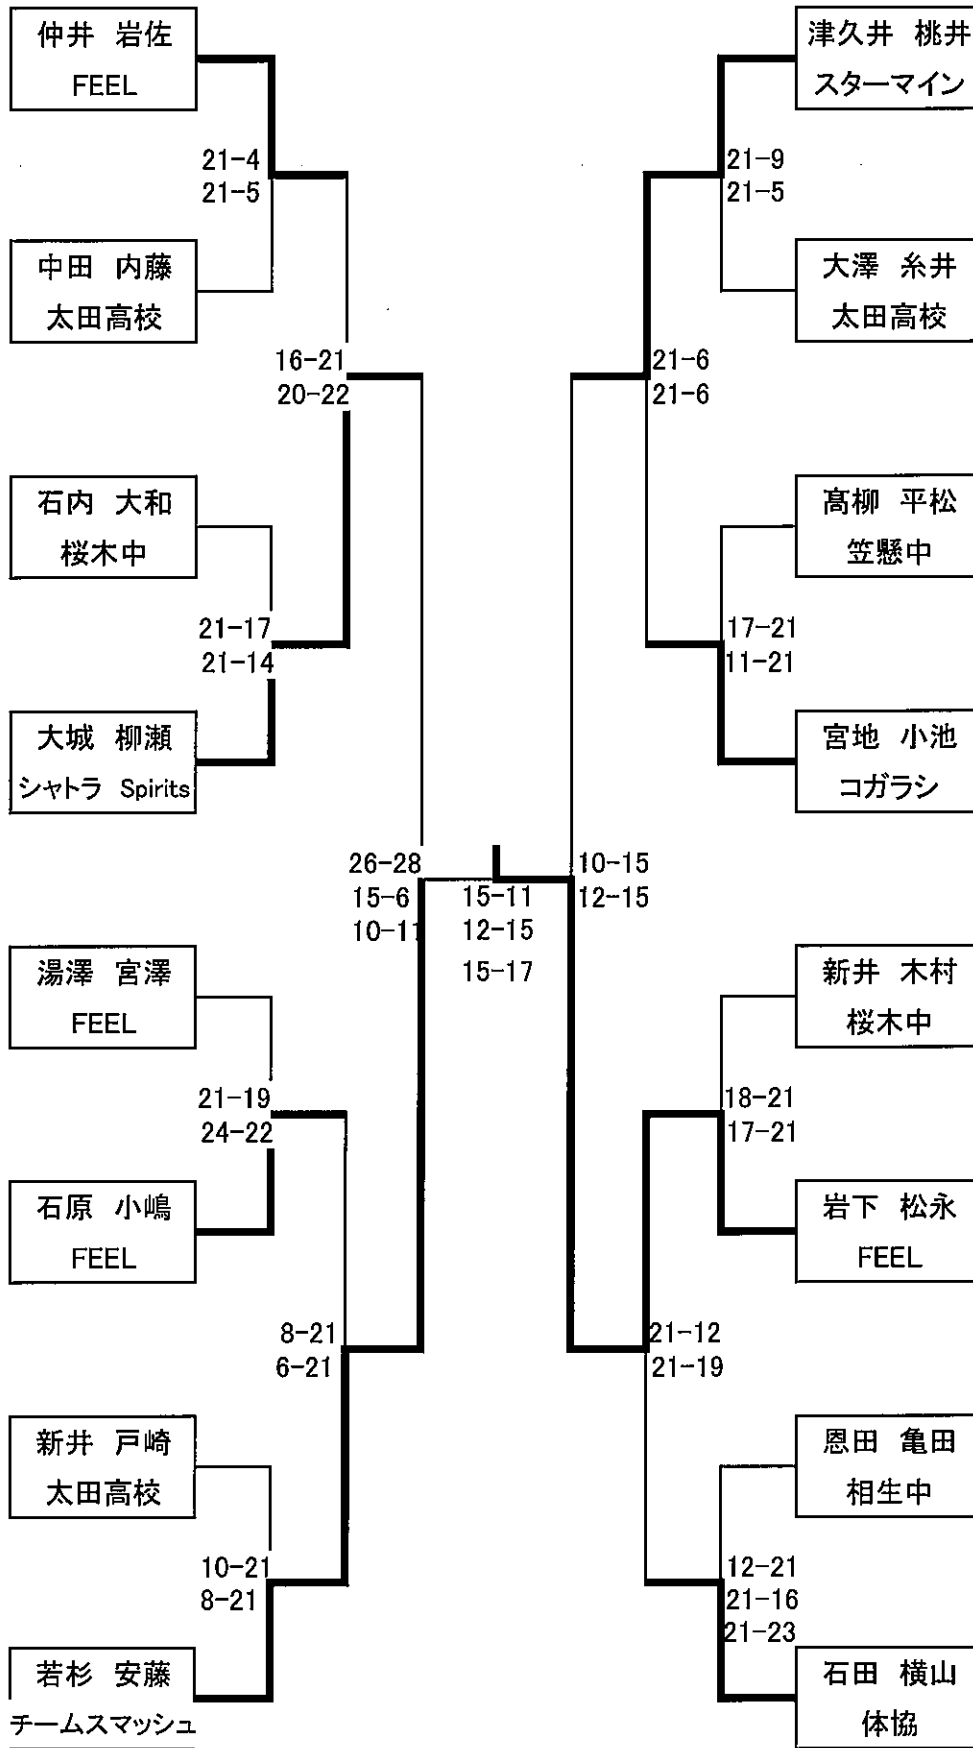 仲井 岩佐
FEEL
21-4
21-5
中田 内藤
太田高校
16-21
20-22
石内 大和
桜木中
21-17
21-14
大城 柳瀬
シャトラ Spirits
26-28
15-6
10-11
湯澤 宮澤
FEEL
21-19
24-22
石原 小嶋
FEEL
8-21
6-21
新井 戸崎
太田高校
10-21
8-21
若杉 安藤
チームスマッシュ
15-11
12-15
15-17
津久井 桃井
スターマイン
21-9
21-5
大澤 糸井
太田高校
21-6
21-6
髙柳 平松
笠懸中
17-21
11-21
宮地 小池
コガラシ
10-15
12-15
新井 木村
桜木中
18-21
17-21
岩下 松永
FEEL
21-12
21-19
恩田 亀田
相生中
12-21
21-16
21-23
石田 横山
体協